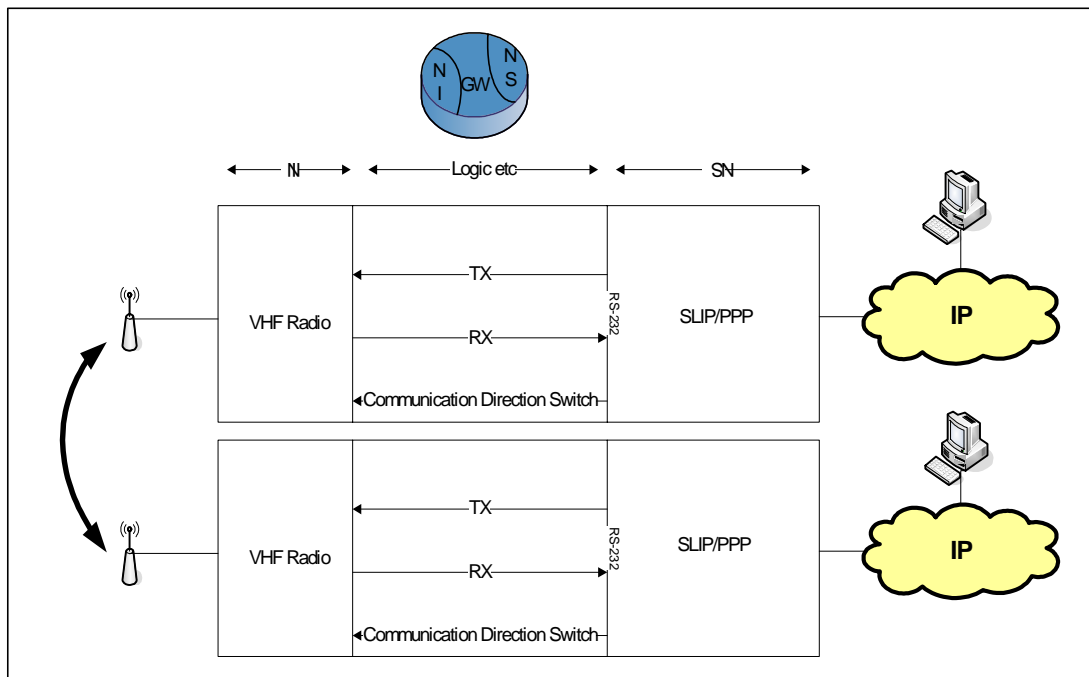 N I GW N S
NI Logic etc SN
TX
VHF Radio RX RS-232 SLIP/PPP IP
Communication Direction Switch
TX
VHF Radio RX RS-232 SLIP/PPP IP
Communication Direction Switch